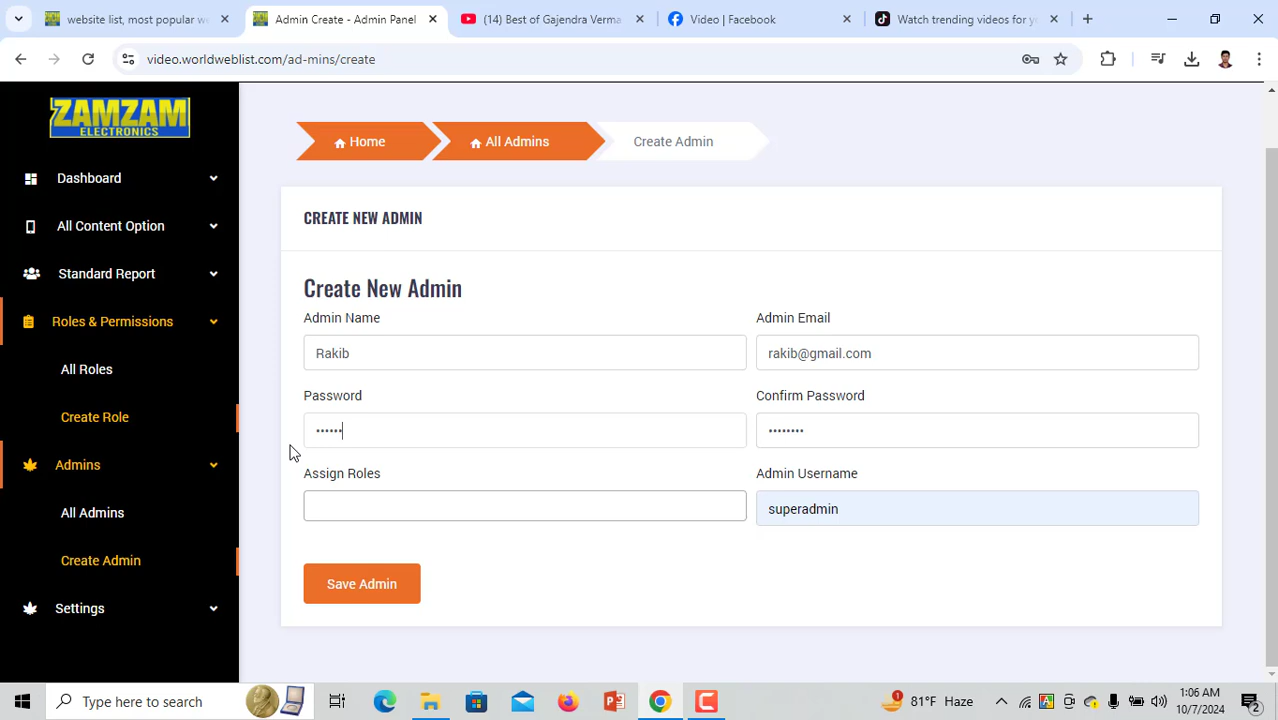 website list, most popular w
Admin Create - Admin Panel
(14) Best of Gajendra Verma
Video | Facebook
Watch trending videos for y
video.worldweblist.com/ad-mins/create
ZAMZAM
ELECTRONICS
Dashboard
All Content Option
Standard Report
Roles & Permissions
All Roles
Create Role
Admins
All Admins
Create Admin
Settings
Home
All Admins
Create Admin
CREATE NEW ADMIN
Create New Admin
Admin Name
Admin Email
Rakib
rakib@gmail.com
Password
Confirm Password
••••••
••••••••
Assign Roles
Admin Username
superadmin
Save Admin
Type here to search
1
81°F Haze
1:06 AM
10/7/2024
2